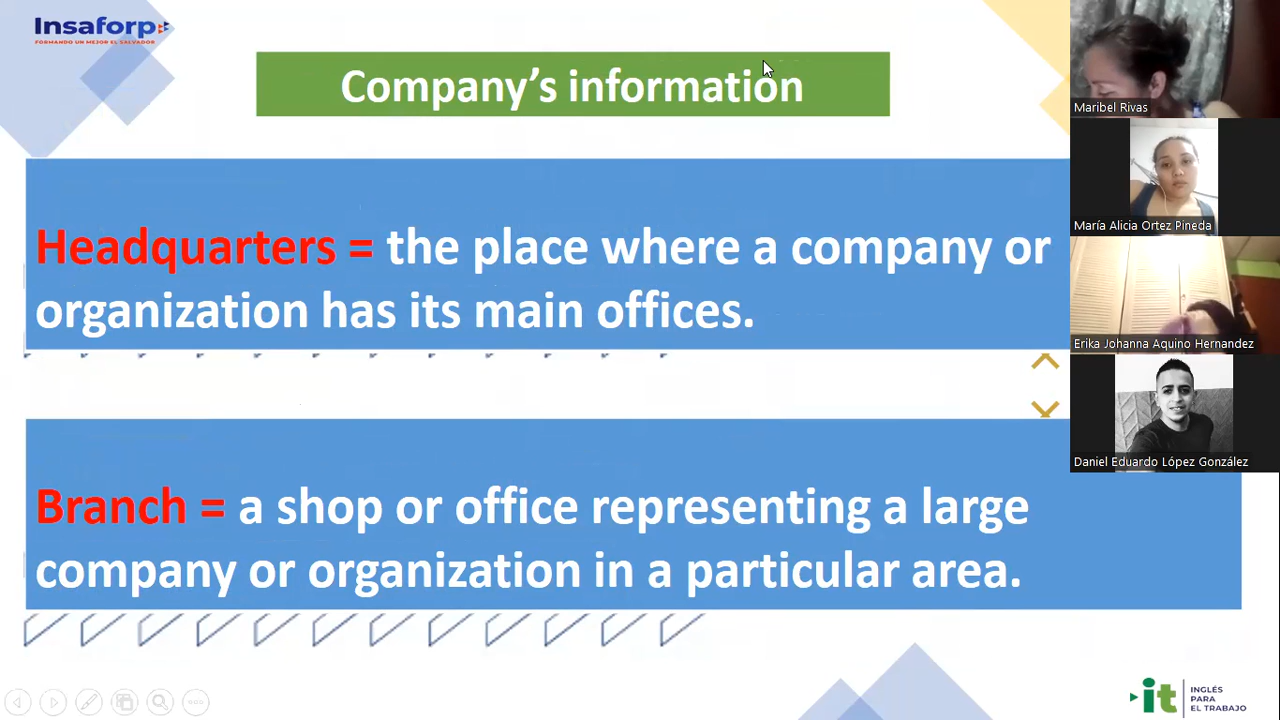 Insaforp
FORMANDO UN MEJOR EL SALVADOR
Company's information
Headquarters = the place where a company or
organization has its main offices.
Branch = a shop or office representing a large
company or organization in a particular area.
Maribel Rivas
María Alicia Ortez Pineda
Erika Johanna Aquino Hernandez
Daniel Eduardo López González
it
INGLÉS
PARA
EL TRABAJO